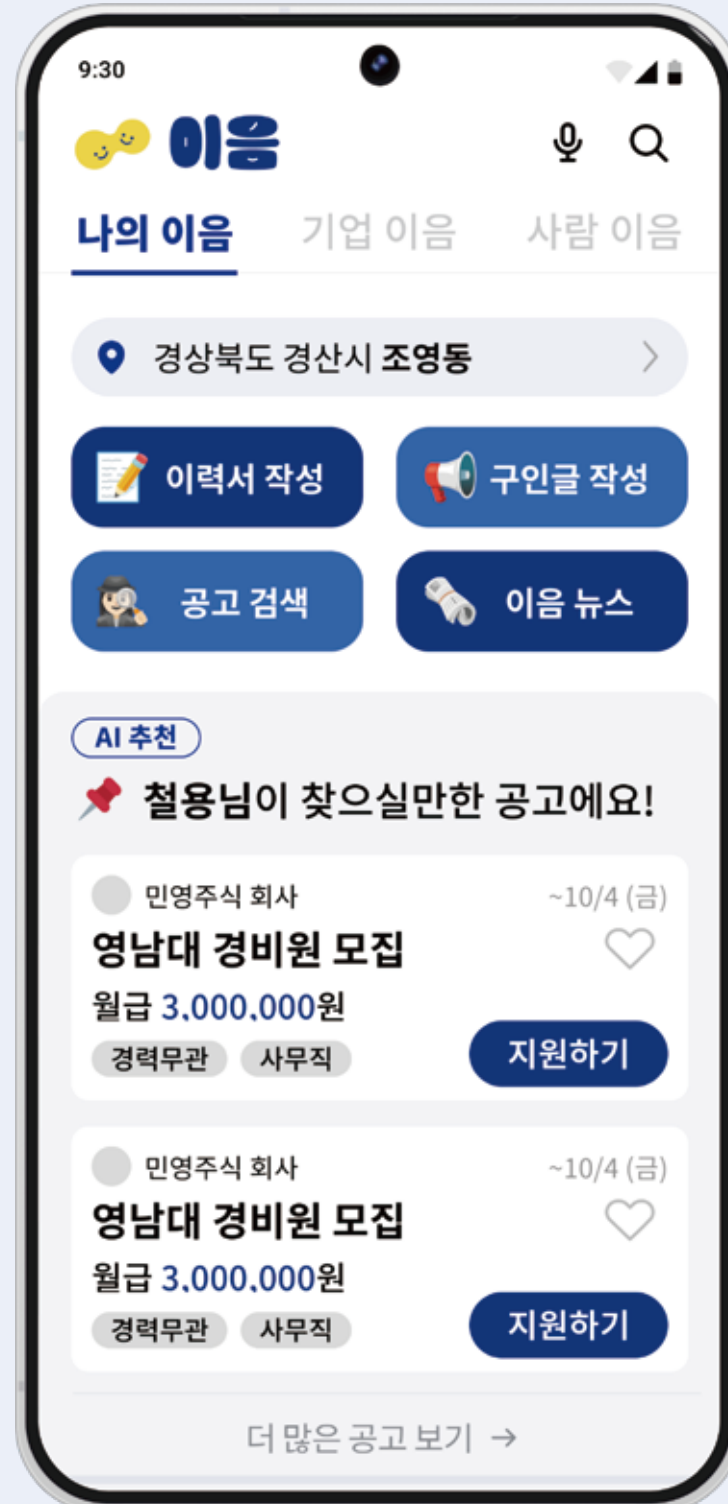 9:30
이음
나의 이음 기업 이음 사람 이음
경상북도 경산시 조영동
이력서 작성 구인글 작성
공고 검색 이음 뉴스
AI 추천
철용님이 찾으실만한 공고에요!
민영주식 회사 ~10/4 (금)
영남대 경비원 모집
월급 3,000,000원
경력무관 사무직 지원하기
민영주식 회사 ~10/4 (금)
영남대 경비원 모집
월급 3,000,000원
경력무관 사무직 지원하기
더 많은 공고 보기 →